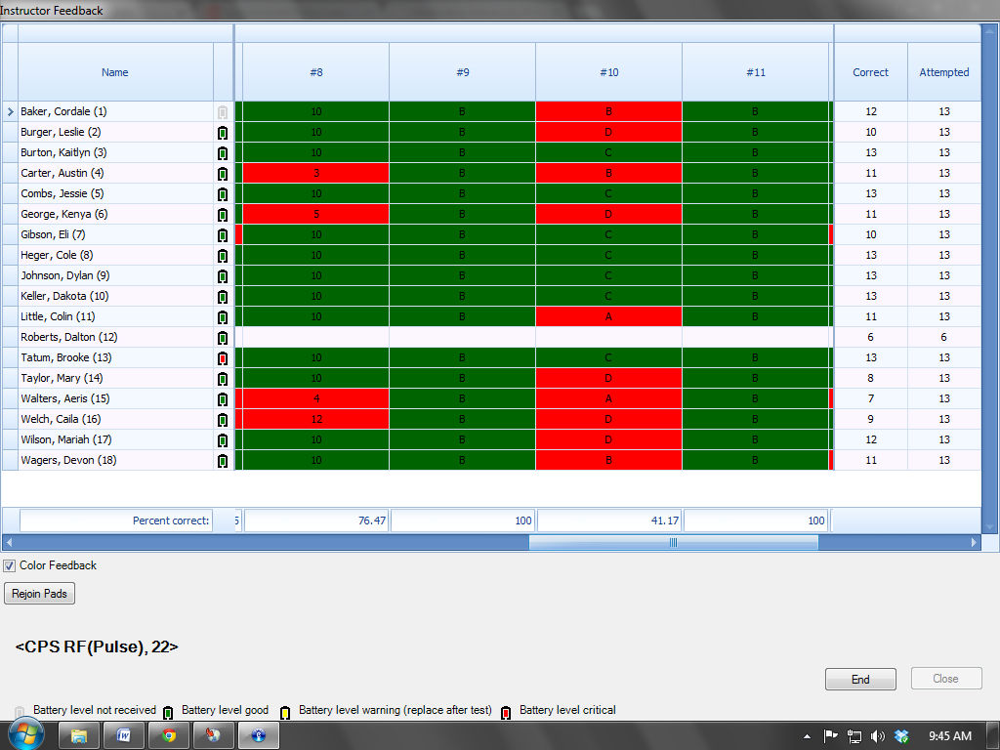 Instructor Feedback
Name #8 #9 #10 #11 Correct Attempted
Baker, Cordale (1) 10 B B B 12 13
Burger, Leslie (2) 10 B D B 10 13
Burton, Kaitlyn (3) 10 B C B 13 13
Carter, Austin (4) 3 B B B 11 13
Combs, Jessie (5) 10 B C B 13 13
George, Kenya (6) 5 B D B 11 13
Gibson, Eli (7) 10 B C B 10 13
Heger, Cole (8) 10 B C B 13 13
Johnson, Dylan (9) 10 B C B 13 13
Keller, Dakota (10) 10 B C B 13 13
Little, Colin (11) 10 B A B 11 13
Roberts, Dalton (12) 6 6
Tatum, Brooke (13) 10 B C B 13 13
Taylor, Mary (14) 10 B D B 8 13
Walters, Aeris (15) 4 B A B 7 13
Welch, Caila (16) 12 B D B 9 13
Wilson, Mariah (17) 10 B D B 12 13
Wagers, Devon (18) 10 B B B 11 13
Percent correct: 76.47 100 41.17 100
Color Feedback
Rejoin Pads
<CPS RF(Pulse), 22>
End Close
Battery level not received Battery level good Battery level warning (replace after test) Battery level critical
9:45 AM